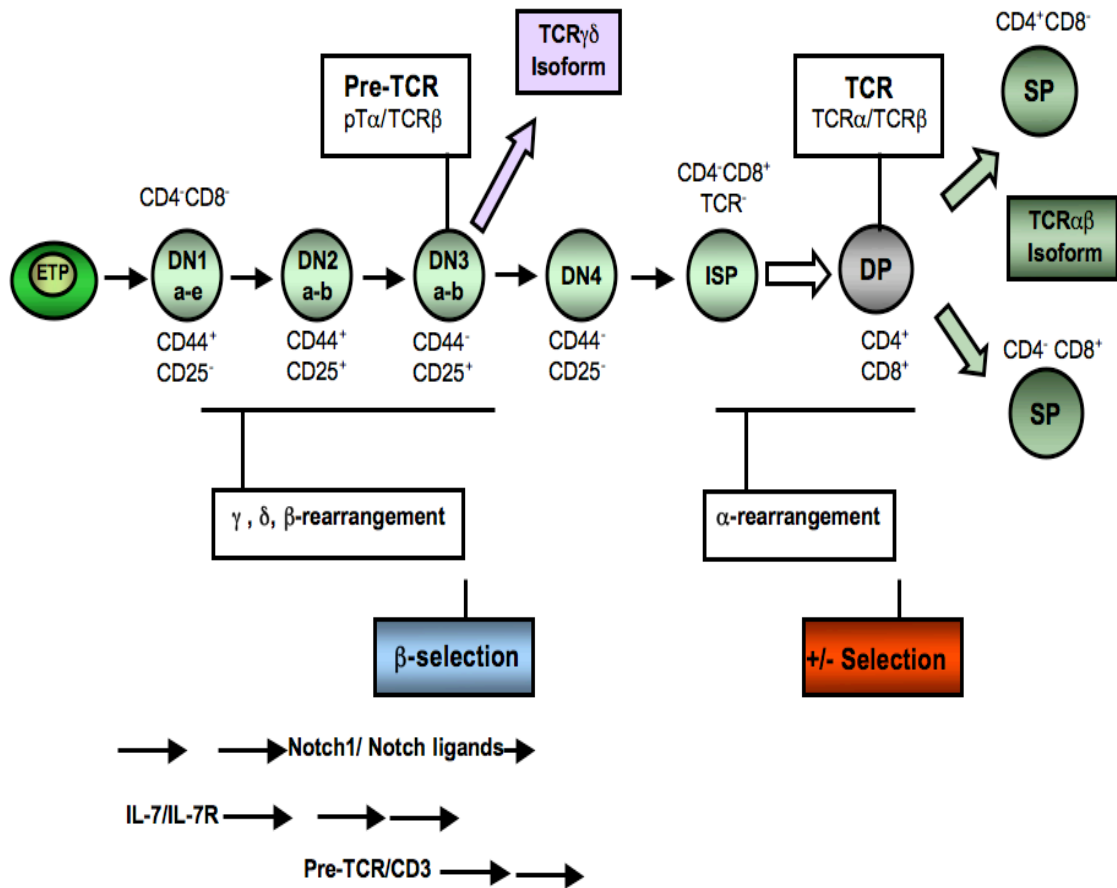 TCRγδ
Isoform
CD4⁺CD8⁻
SP
Pre-TCR
pTα/TCRβ
TCR
TCRα/TCRβ
CD4⁻CD8⁺
TCR⁻
CD4⁻CD8⁻
TCRαβ
Isoform
ETP
DN1
a-e
DN2
a-b
DN3
a-b
DN4
ISP
DP
CD44⁺
CD25⁻
CD44⁺
CD25⁺
CD44⁻
CD25⁺
CD44⁻
CD25⁻
CD4⁺
CD8⁺
CD4⁻ CD8⁺
SP
γ , δ, β-rearrangement
α-rearrangement
β-selection
+/- Selection
Notch1/ Notch ligands
IL-7/IL-7R
Pre-TCR/CD3